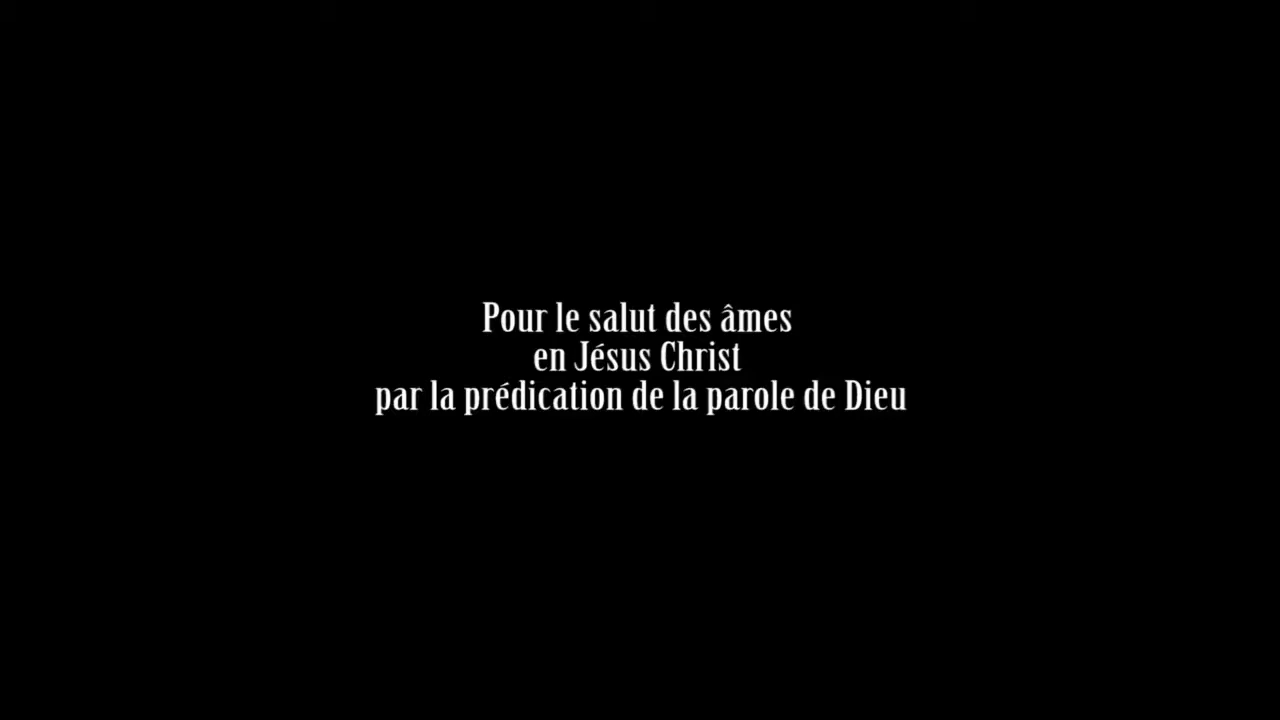 Pour le salut des âmes
en Jésus Christ
par la prédication de la parole de Dieu